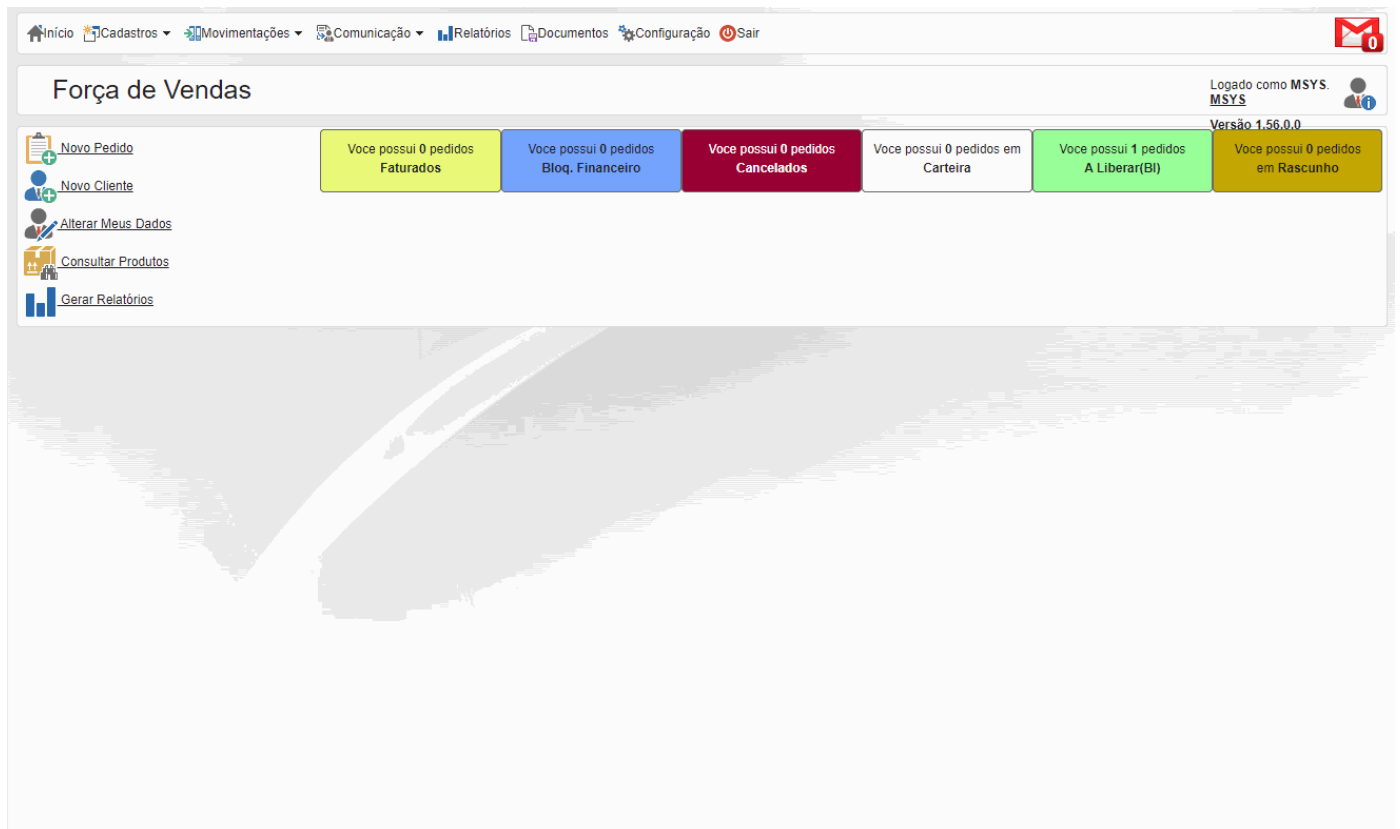 Início Cadastros Movimentações Comunicação Relatórios Documentos Configuração Sair
0
Força de Vendas
Logado como MSYS.
MSYS
Versão 1.56.0.0
Novo Pedido
Novo Cliente
Alterar Meus Dados
Consultar Produtos
Gerar Relatórios
Voce possui 0 pedidos
Faturados
Voce possui 0 pedidos
Bloq. Financeiro
Voce possui 0 pedidos
Cancelados
Voce possui 0 pedidos em
Carteira
Voce possui 1 pedidos
A Liberar(BI)
Voce possui 0 pedidos
em Rascunho